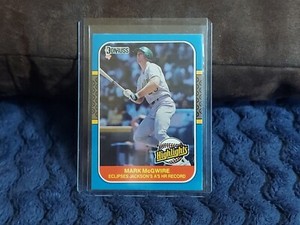 DONRUSS
Highlights
MARK McGWIRE
ECLIPSES JACKSON'S A'S HR RECORD